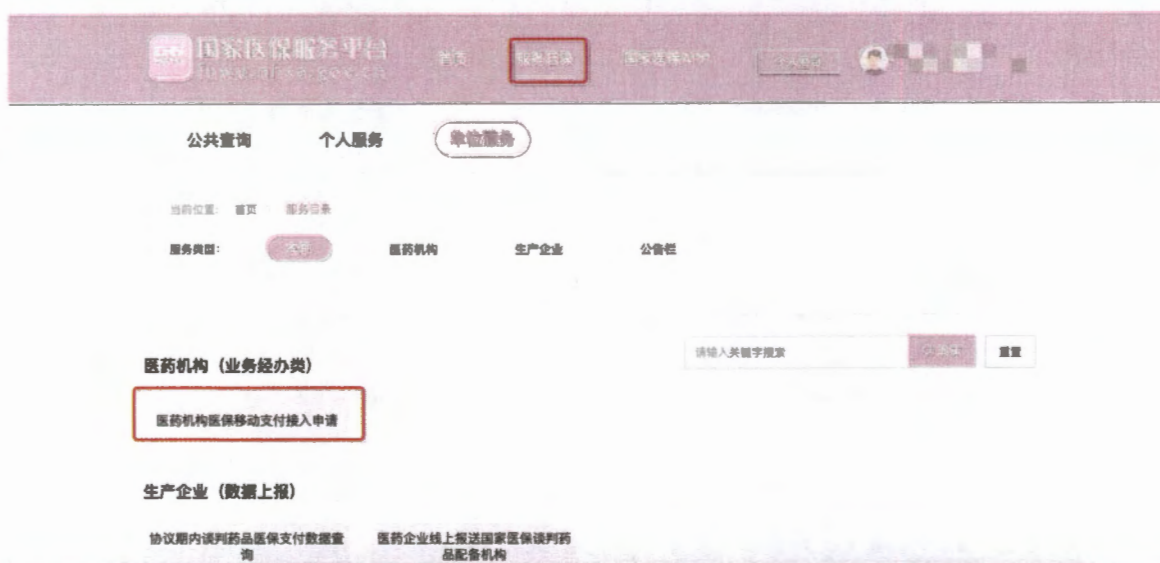 国家医保服务平台
首页 服务目录
公共查询 个人服务 单位服务
当前位置： 首页 服务目录
服务类型： 医药机构 生产企业 公告栏
请输入关键字搜索 重置
医药机构（业务经办类）
医药机构医保移动支付接入申请
生产企业（数据上报）
协议期内谈判药品医保支付数据查
询
医药企业线上报送国家医保谈判药
品配备机构